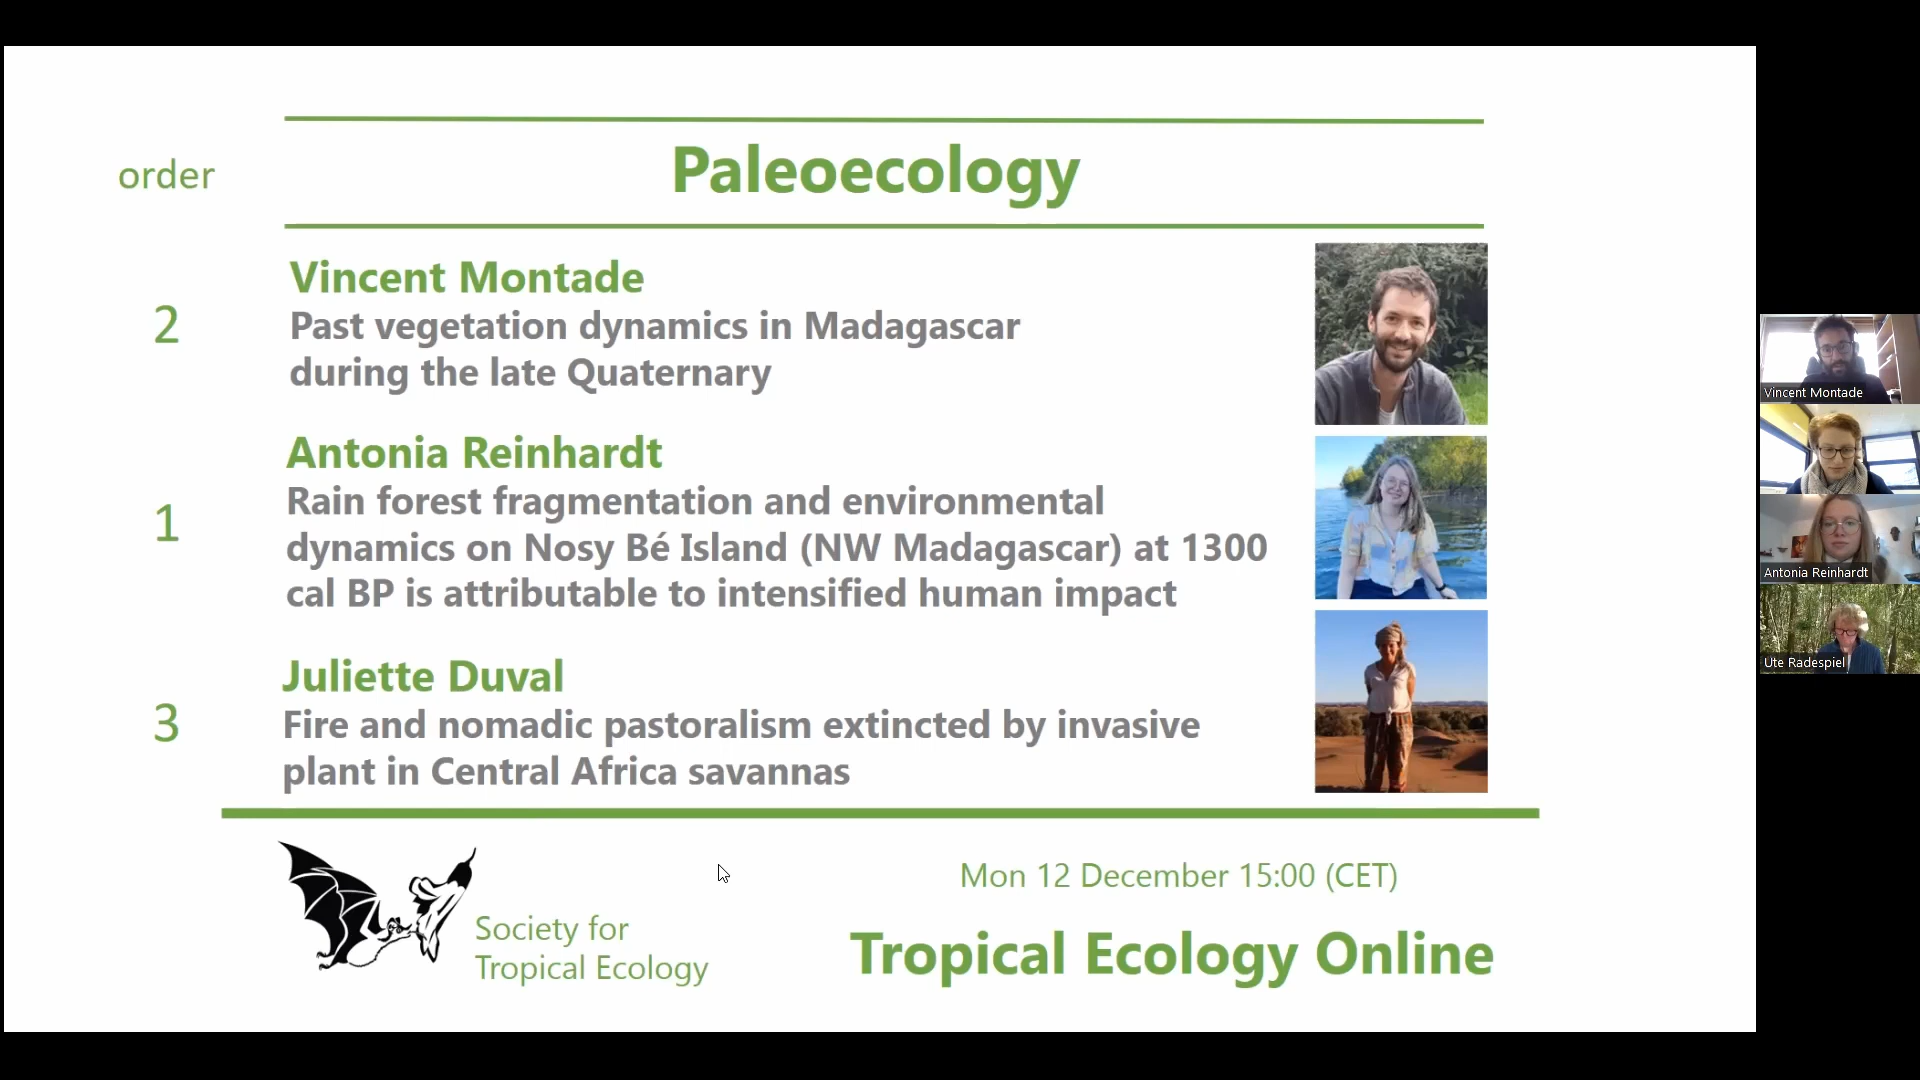 order
Paleoecology
2
Vincent Montade
Past vegetation dynamics in Madagascar
during the late Quaternary
1
Antonia Reinhardt
Rain forest fragmentation and environmental
dynamics on Nosy Bé Island (NW Madagascar) at 1300
cal BP is attributable to intensified human impact
3
Juliette Duval
Fire and nomadic pastoralism extincted by invasive
plant in Central Africa savannas
Society for
Tropical Ecology
Mon 12 December 15:00 (CET)
Tropical Ecology Online
Vincent Montade
Antonia Reinhardt
Ute Radespiel